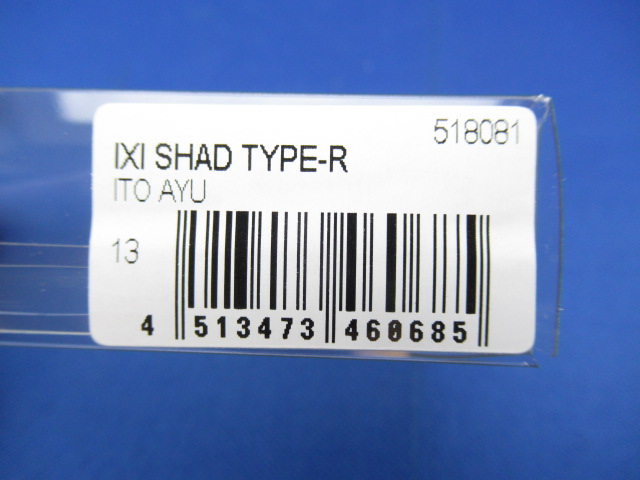 518081
IXI SHAD TYPE-R
ITO AYU
13
4 513473 460685